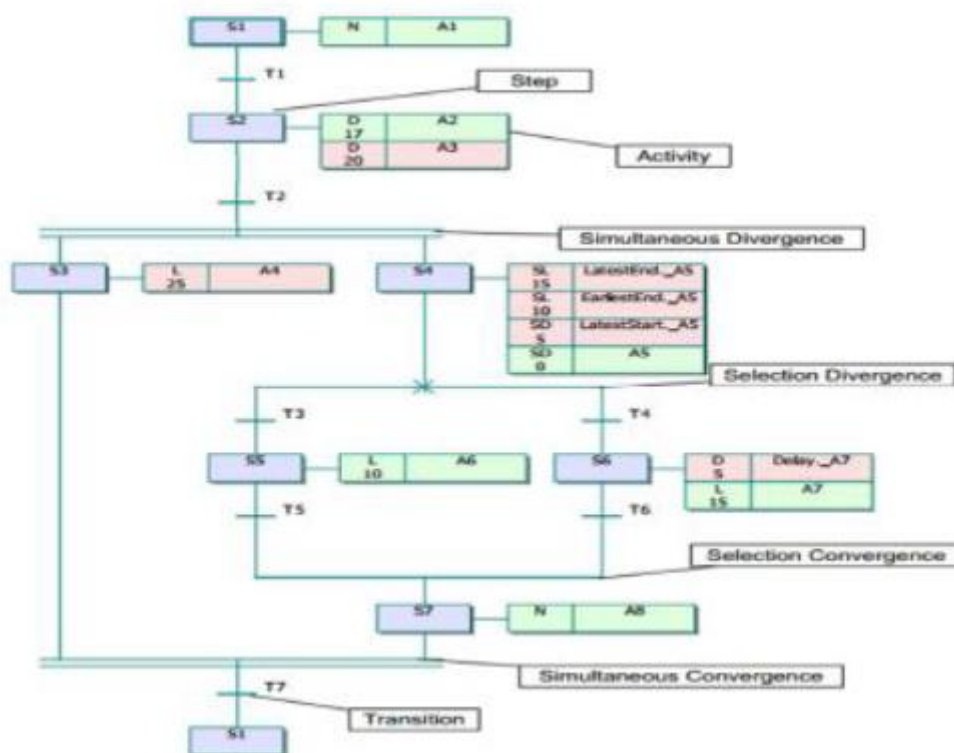 S1 N A1
T1
Step
S2 D 17 A2
D 20 A3
Activity
T2
Simultaneous Divergence
S3 L 25 A4
S4 SL 15 LatestEnd._A5
SL 10 EarliestEnd._A5
SD 5 LatestStart._A5
SD 0 A5
Selection Divergence
T3 T4
S5 L 10 A6
S6 D 5 Delay._A7
L 15 A7
T5 T6
Selection Convergence
S7 N A8
Simultaneous Convergence
T7
Transition
S1